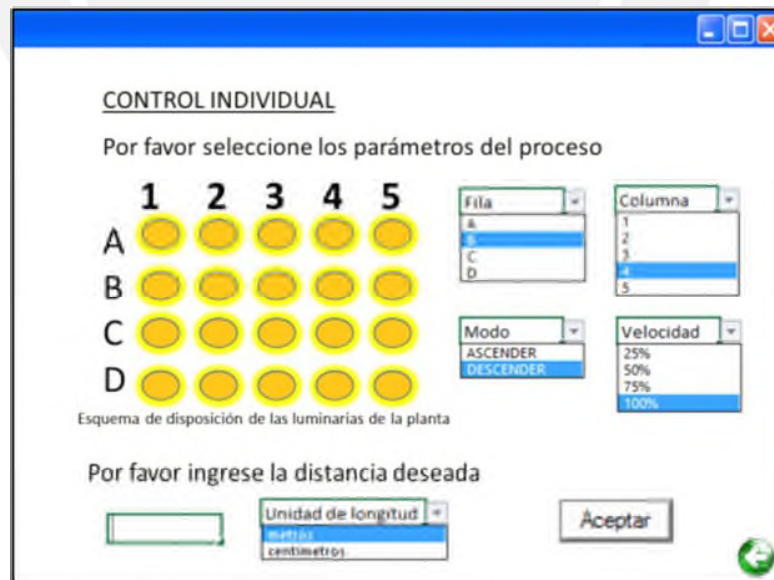 CONTROL INDIVIDUAL
Por favor seleccione los parámetros del proceso
1 2 3 4 5
A
B
C
D
Esquema de disposición de las luminarias de la planta
Fila
A
B
C
D
Columna
1
2
3
4
5
Modo
ASCENDER
DESCENDER
Velocidad
25%
50%
75%
100%
Por favor ingrese la distancia deseada
Unidad de longitud
metros
centimetros
Aceptar